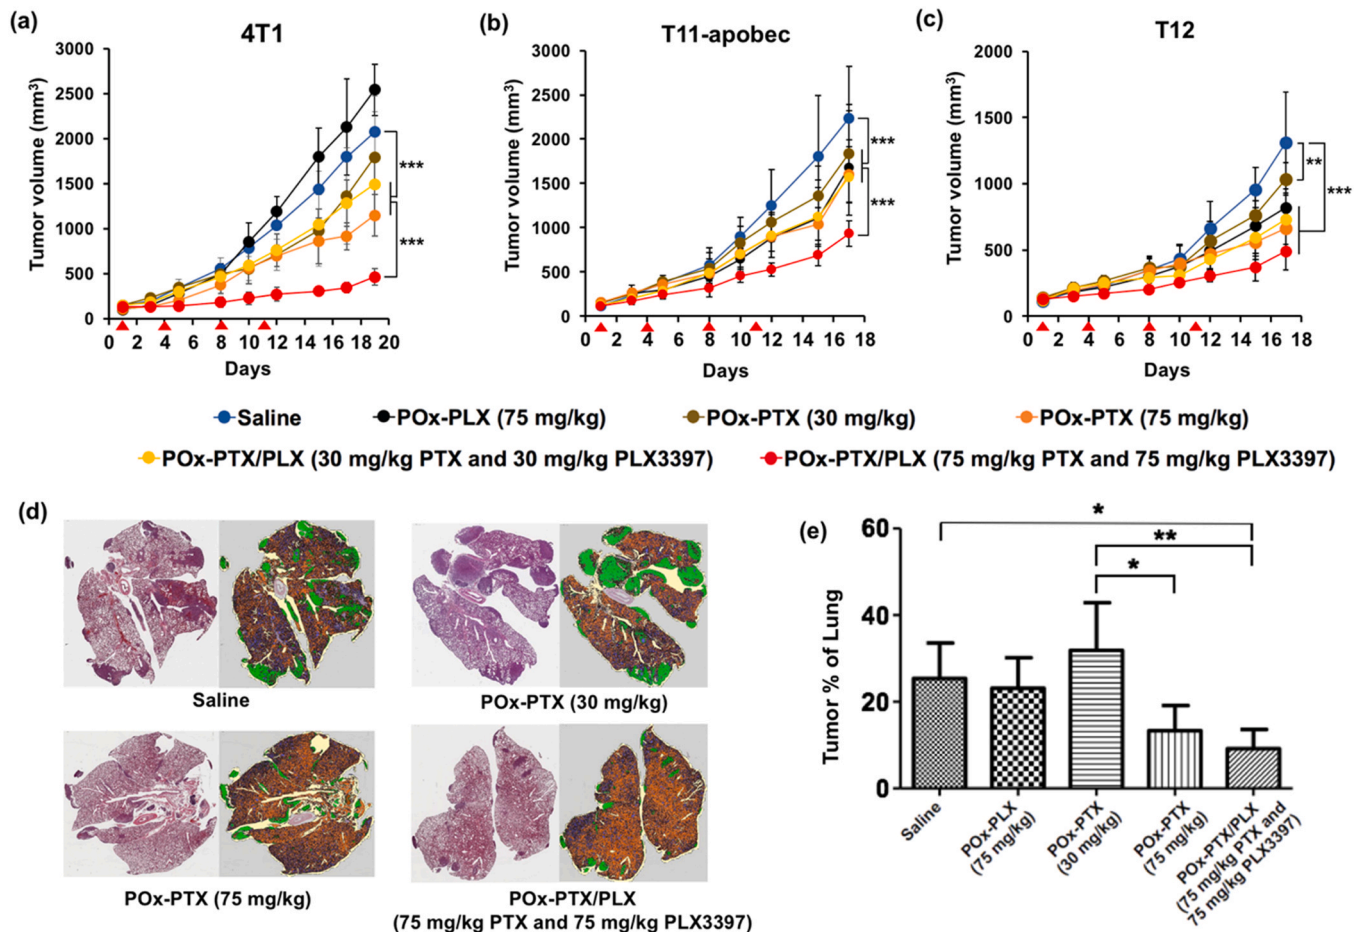 (a)
4T1
Tumor volume (mm³)
3000
2500
2000
1500
1000
500
0
0 2 4 6 8 10 12 14 16 18 20
Days
***
***
(b)
T11-apobec
Tumor volume (mm³)
3000
2500
2000
1500
1000
500
0
0 2 4 6 8 10 12 14 16 18
Days
***
***
(c)
T12
Tumor volume (mm³)
2000
1500
1000
500
0
0 2 4 6 8 10 12 14 16 18
Days
**
***
Saline POx-PLX (75 mg/kg) POx-PTX (30 mg/kg) POx-PTX (75 mg/kg)
POx-PTX/PLX (30 mg/kg PTX and 30 mg/kg PLX3397) POx-PTX/PLX (75 mg/kg PTX and 75 mg/kg PLX3397)
(d)
Saline
POx-PTX (30 mg/kg)
POx-PTX (75 mg/kg)
POx-PTX/PLX
(75 mg/kg PTX and 75 mg/kg PLX3397)
(e)
Tumor % of Lung
60
40
20
0
*
**
*
Saline
POx-PLX
(75 mg/kg)
POx-PTX
(30 mg/kg)
POx-PTX
(75 mg/kg)
POx-PTX/PLX
(75 mg/kg PTX and
75 mg/kg PLX3397)